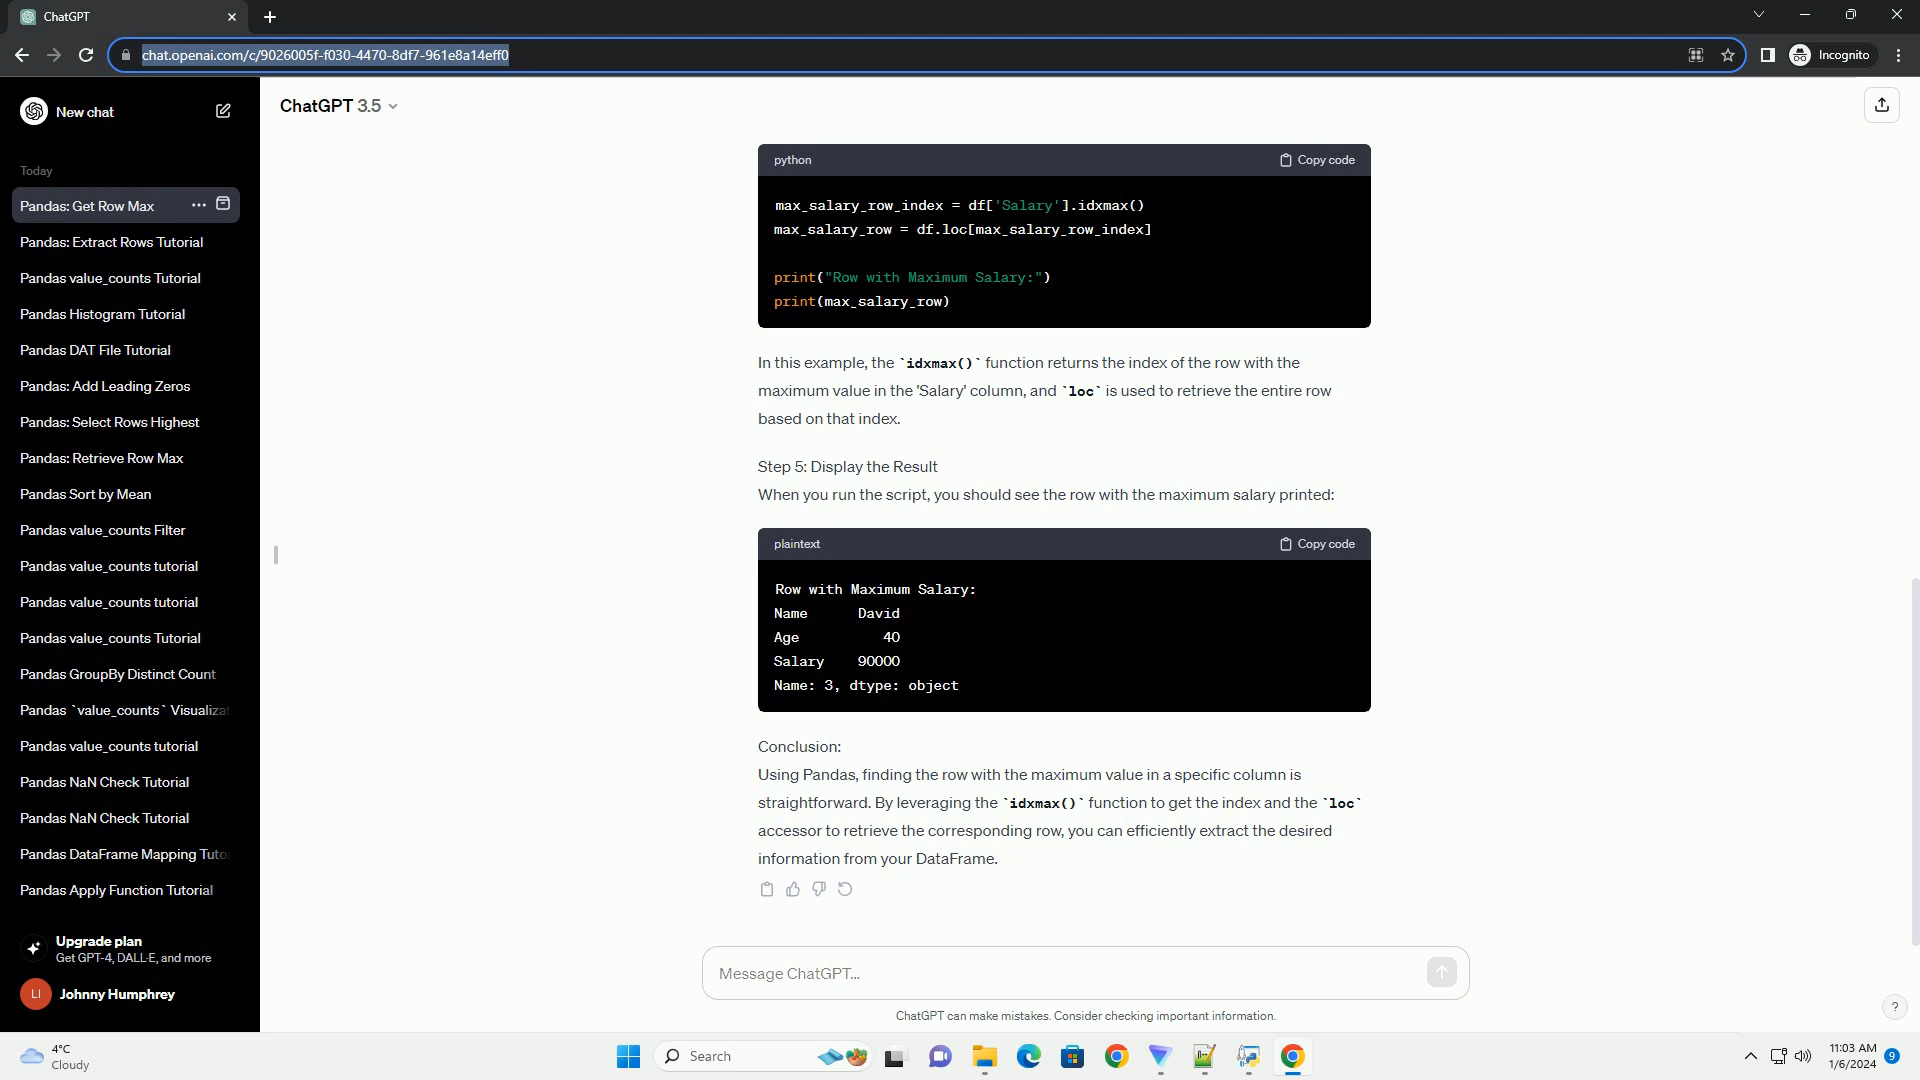 ChatGPT
chat.openai.com/c/9026005f-f030-4470-8df7-961e8a14eff0
Incognito
New chat
Today
Pandas: Get Row Max
Pandas: Extract Rows Tutorial
Pandas value_counts Tutorial
Pandas Histogram Tutorial
Pandas DAT File Tutorial
Pandas: Add Leading Zeros
Pandas: Select Rows Highest
Pandas: Retrieve Row Max
Pandas Sort by Mean
Pandas value_counts Filter
Pandas value_counts tutorial
Pandas value_counts tutorial
Pandas value_counts Tutorial
Pandas GroupBy Distinct Count
Pandas `value_counts` Visualiza
Pandas value_counts tutorial
Pandas NaN Check Tutorial
Pandas NaN Check Tutorial
Pandas DataFrame Mapping Tuto
Pandas Apply Function Tutorial
Upgrade plan
Get GPT-4, DALL·E, and more
LI
Johnny Humphrey
ChatGPT 3.5
python
Copy code
max_salary_row_index = df['Salary'].idxmax()
max_salary_row = df.loc[max_salary_row_index]
print("Row with Maximum Salary:")
print(max_salary_row)
In this example, the `idxmax()` function returns the index of the row with the
maximum value in the 'Salary' column, and `loc` is used to retrieve the entire row
based on that index.
Step 5: Display the Result
When you run the script, you should see the row with the maximum salary printed:
plaintext
Copy code
Row with Maximum Salary:
Name      David
Age          40
Salary    90000
Name: 3, dtype: object
Conclusion:
Using Pandas, finding the row with the maximum value in a specific column is
straightforward. By leveraging the `idxmax()` function to get the index and the `loc`
accessor to retrieve the corresponding row, you can efficiently extract the desired
information from your DataFrame.
Message ChatGPT...
ChatGPT can make mistakes. Consider checking important information.
?
4°C
Cloudy
Search
11:03 AM
1/6/2024
9